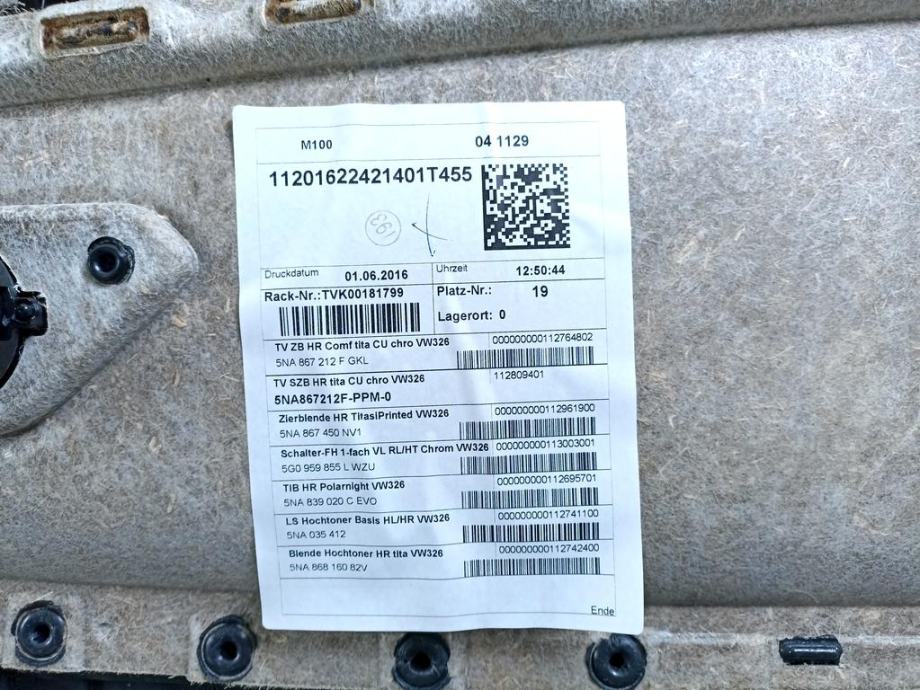 M100 04 1129
11201622421401T455
193
Druckdatum 01.06.2016 Uhrzeit 12:50:44
Rack-Nr.:TVK00181799 Platz-Nr.: 19
Lagerort: 0
TV ZB HR Comf tita CU chro VW326 000000000112764802
5NA 867 212 F GKL
TV SZB HR tita CU chro VW326 112809401
5NA867212F-PPM-0
Zierblende HR TitasiPrinted VW326 000000000112961900
5NA 867 450 NV1
Schalter-FH 1-fach VL RL/HT Chrom VW326 000000000113003001
5G0 959 855 L WZU
TIB HR Polarnight VW326 000000000112695701
5NA 839 020 C EVO
LS Hochtoner Basis HL/HR VW326 000000000112741100
5NA 035 412
Blende Hochtoner HR tita VW326 000000000112742400
5NA 868 160 82V
Ende